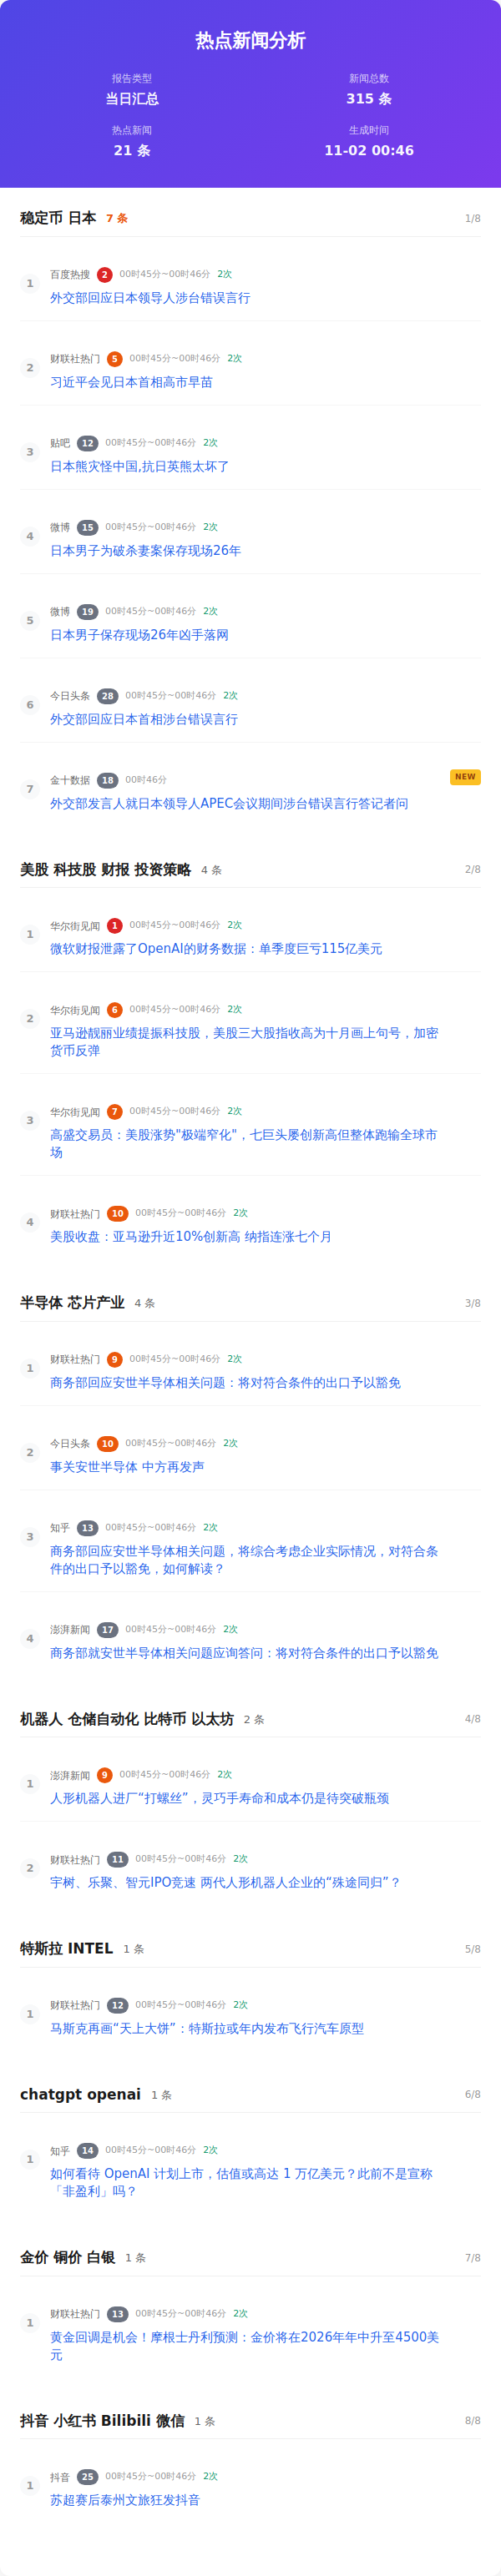 热点新闻分析
报告类型
新闻总数
当日汇总
315 条
热点新闻
生成时间
21 条
11-02 00:46
稳定币 日本 7 条 1/8
1
百度热搜 2 00时45分~00时46分 2次
外交部回应日本领导人涉台错误言行
2
财联社热门 5 00时45分~00时46分 2次
习近平会见日本首相高市早苗
3
贴吧 12 00时45分~00时46分 2次
日本熊灾怪中国,抗日英熊太坏了
4
微博 15 00时45分~00时46分 2次
日本男子为破杀妻案保存现场26年
5
微博 19 00时45分~00时46分 2次
日本男子保存现场26年凶手落网
6
今日头条 28 00时45分~00时46分 2次
外交部回应日本首相涉台错误言行
7
金十数据 18 00时46分 NEW
外交部发言人就日本领导人APEC会议期间涉台错误言行答记者问
美股 科技股 财报 投资策略 4 条 2/8
1
华尔街见闻 1 00时45分~00时46分 2次
微软财报泄露了OpenAI的财务数据：单季度巨亏115亿美元
2
华尔街见闻 6 00时45分~00时46分 2次
亚马逊靓丽业绩提振科技股，美股三大股指收高为十月画上句号，加密
货币反弹
3
华尔街见闻 7 00时45分~00时46分 2次
高盛交易员：美股涨势"极端窄化"，七巨头屡创新高但整体跑输全球市
场
4
财联社热门 10 00时45分~00时46分 2次
美股收盘：亚马逊升近10%创新高 纳指连涨七个月
半导体 芯片产业 4 条 3/8
1
财联社热门 9 00时45分~00时46分 2次
商务部回应安世半导体相关问题：将对符合条件的出口予以豁免
2
今日头条 10 00时45分~00时46分 2次
事关安世半导体 中方再发声
3
知乎 13 00时45分~00时46分 2次
商务部回应安世半导体相关问题，将综合考虑企业实际情况，对符合条
件的出口予以豁免，如何解读？
4
澎湃新闻 17 00时45分~00时46分 2次
商务部就安世半导体相关问题应询答问：将对符合条件的出口予以豁免
机器人 仓储自动化 比特币 以太坊 2 条 4/8
1
澎湃新闻 9 00时45分~00时46分 2次
人形机器人进厂“打螺丝”，灵巧手寿命和成本仍是待突破瓶颈
2
财联社热门 11 00时45分~00时46分 2次
宇树、乐聚、智元IPO竞速 两代人形机器人企业的“殊途同归”？
特斯拉 INTEL 1 条 5/8
1
财联社热门 12 00时45分~00时46分 2次
马斯克再画“天上大饼”：特斯拉或年内发布飞行汽车原型
chatgpt openai 1 条 6/8
1
知乎 14 00时45分~00时46分 2次
如何看待 OpenAI 计划上市，估值或高达 1 万亿美元？此前不是宣称
「非盈利」吗？
金价 铜价 白银 1 条 7/8
1
财联社热门 13 00时45分~00时46分 2次
黄金回调是机会！摩根士丹利预测：金价将在2026年年中升至4500美
元
抖音 小红书 Bilibili 微信 1 条 8/8
1
抖音 25 00时45分~00时46分 2次
苏超赛后泰州文旅狂发抖音